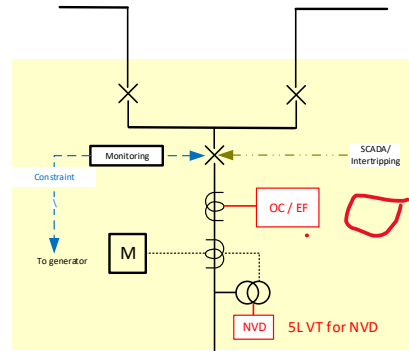 Monitoring
SCADA/
Intertripping
Constraint
OC / EF
To generator
M
NVD
5L VT for NVD